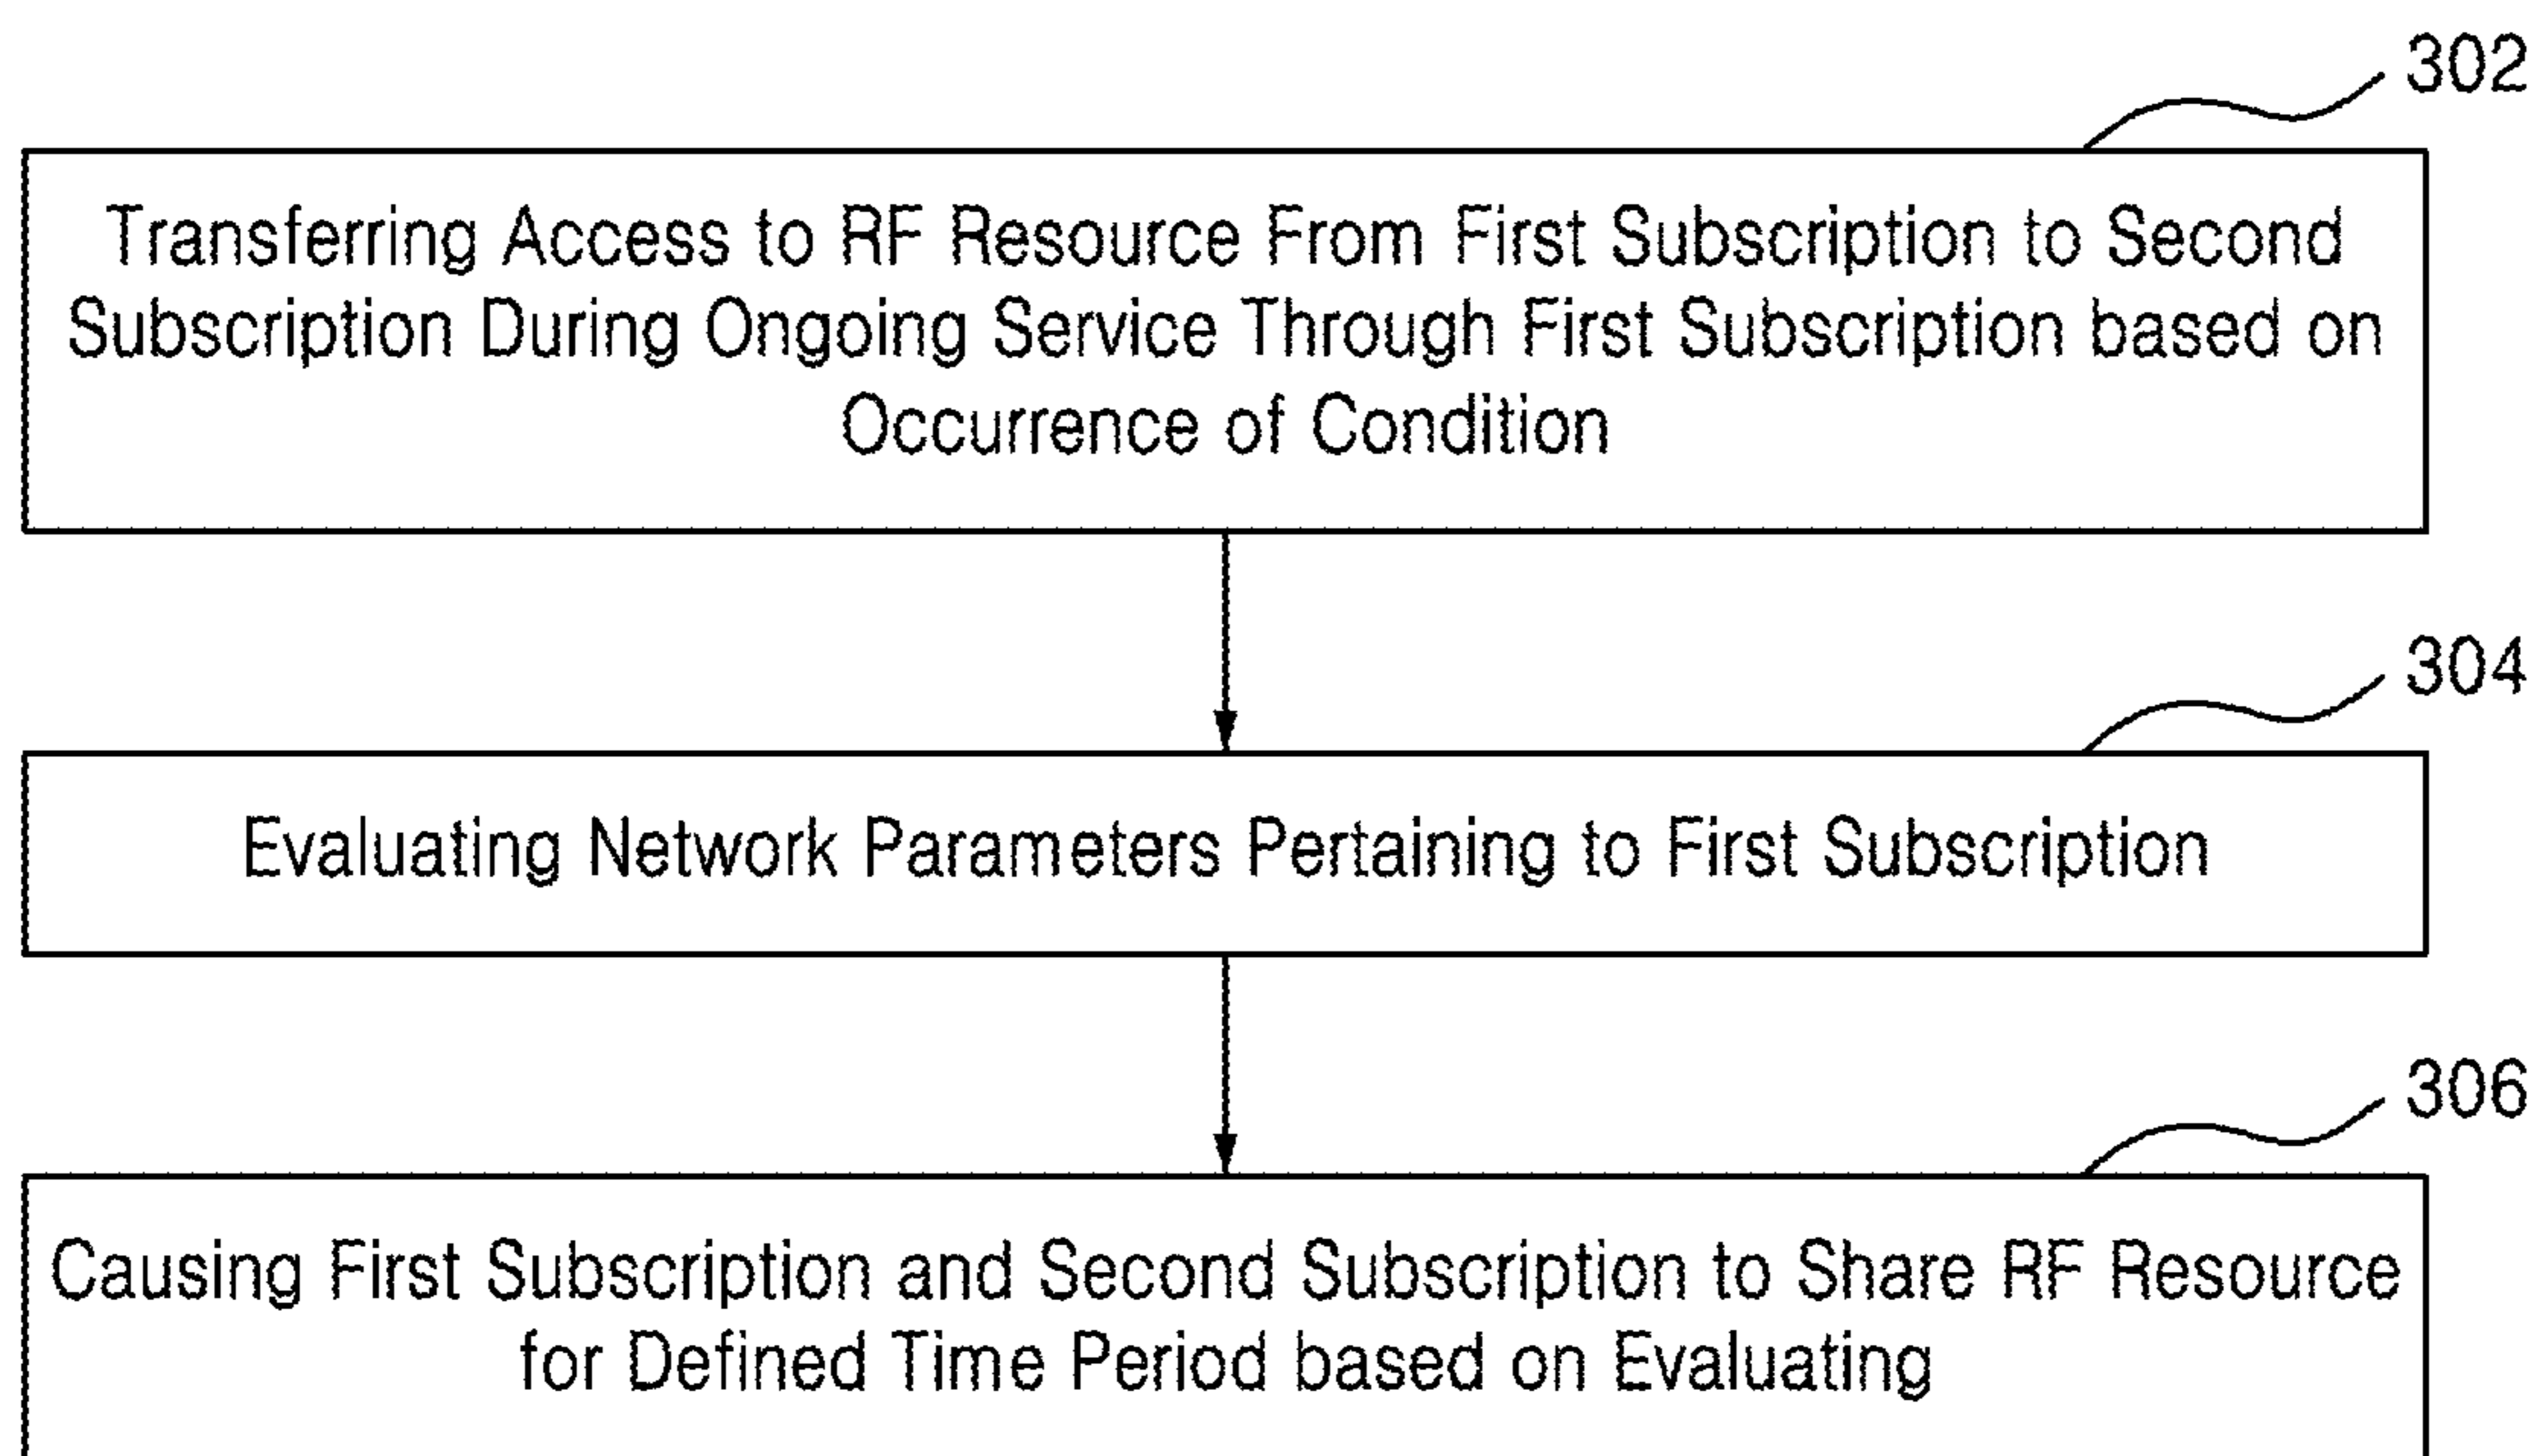 302
Transferring Access to RF Resource From First Subscription to Second
Subscription During Ongoing Service Through First Subscription based on
Occurrence of Condition
304
Evaluating Network Parameters Pertaining to First Subscription
306
Causing First Subscription and Second Subscription to Share RF Resource
for Defined Time Period based on Evaluating